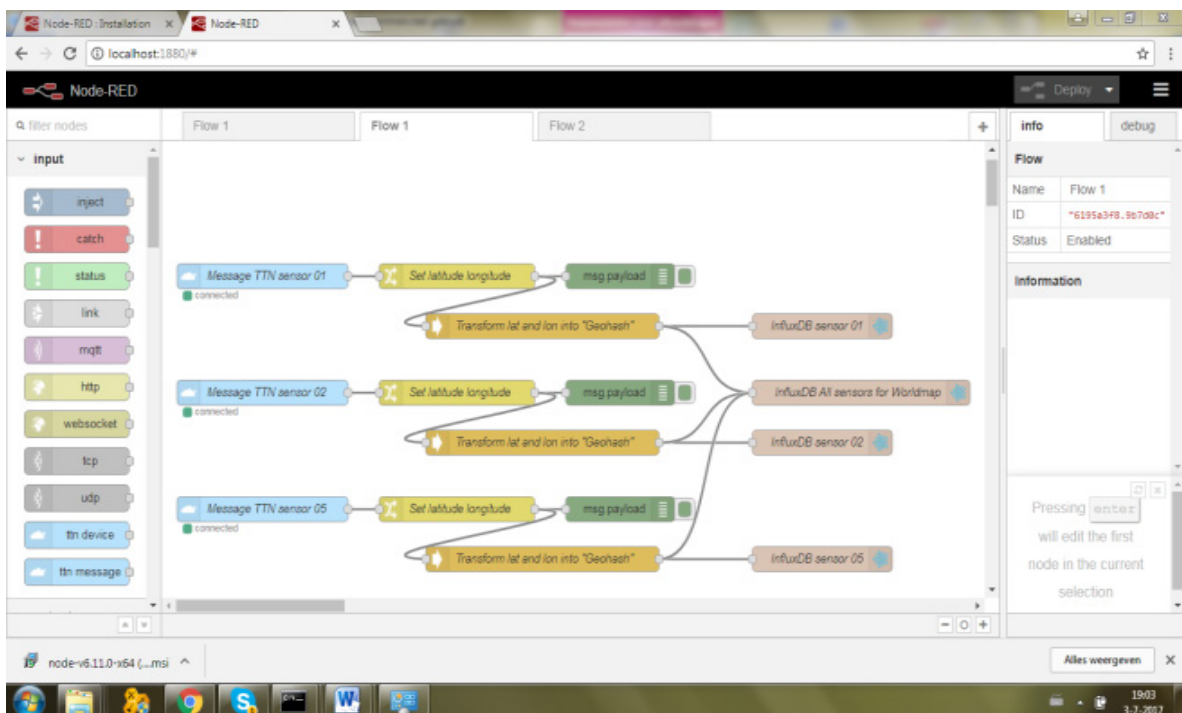 Node-RED : Installation
Node-RED
localhost:1880/#
Node-RED
Deploy
filter nodes
Flow 1
Flow 1
Flow 2
info
debug
input
inject
catch
status
link
mqtt
http
websocket
tcp
udp
ttn device
ttn message
Message TTN sensor 01
connected
Set latitude longitude
msg.payload
Transform lat and lon into "Geohash"
InfluxDB sensor 01
Message TTN sensor 02
connected
Set latitude longitude
msg.payload
InfluxDB All sensors for Worldmap
Transform lat and lon into "Geohash"
InfluxDB sensor 02
Message TTN sensor 05
connected
Set latitude longitude
msg.payload
Transform lat and lon into "Geohash"
InfluxDB sensor 05
Flow
Name Flow 1
ID "6195a3f8.9b7d8c"
Status Enabled
Information
Pressing enter
will edit the first
node in the current
selection
node-v6.11.0-x64 (....msi
Alles weergeven
19:03
3-7-2017